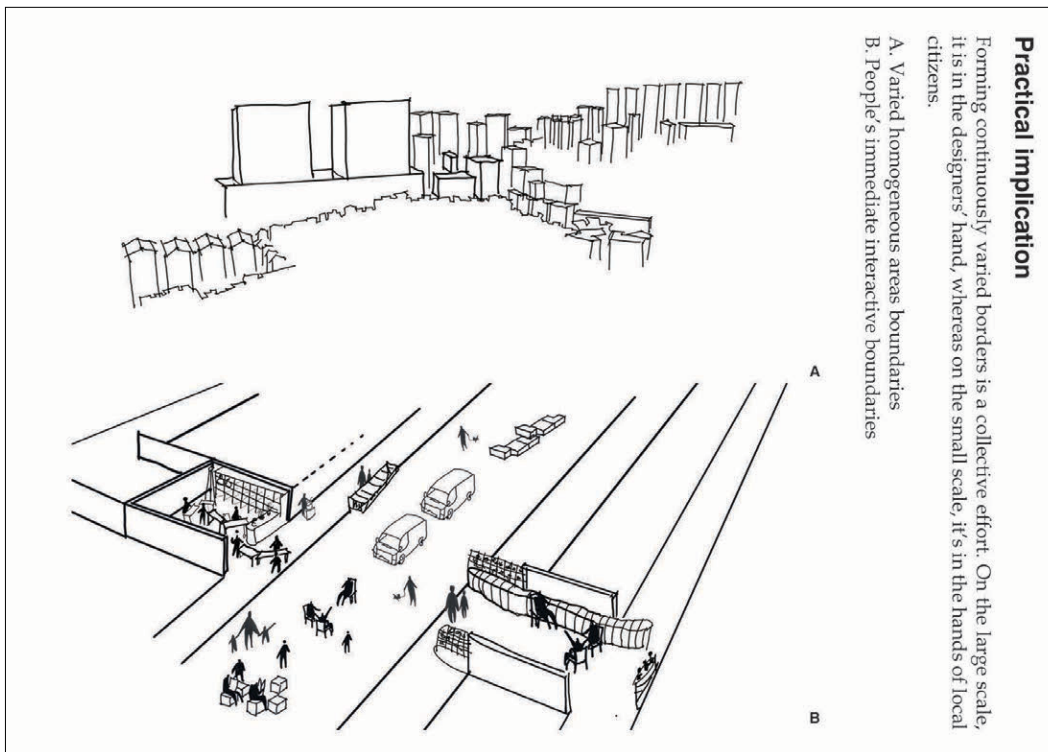 Practical implication
Forming continuously varied borders is a collective effort. On the large scale,
it is in the designers' hand, whereas on the small scale, it's in the hands of local
citizens.
A. Varied homogeneous areas boundaries
B. People's immediate interactive boundaries
A
B